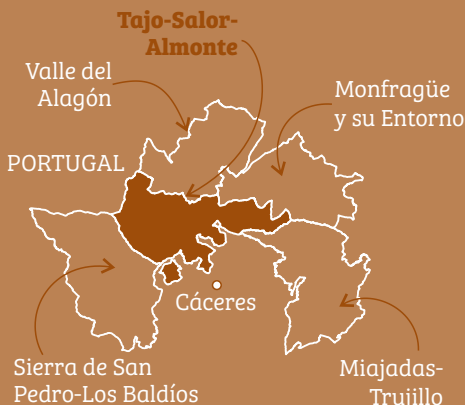 Tajo-Salor-
Almonte
Valle del
Alagón
Monfragüe
y su Entorno
PORTUGAL
Cáceres
Sierra de San
Pedro-Los Baldíos
Miajadas-
Trujillo